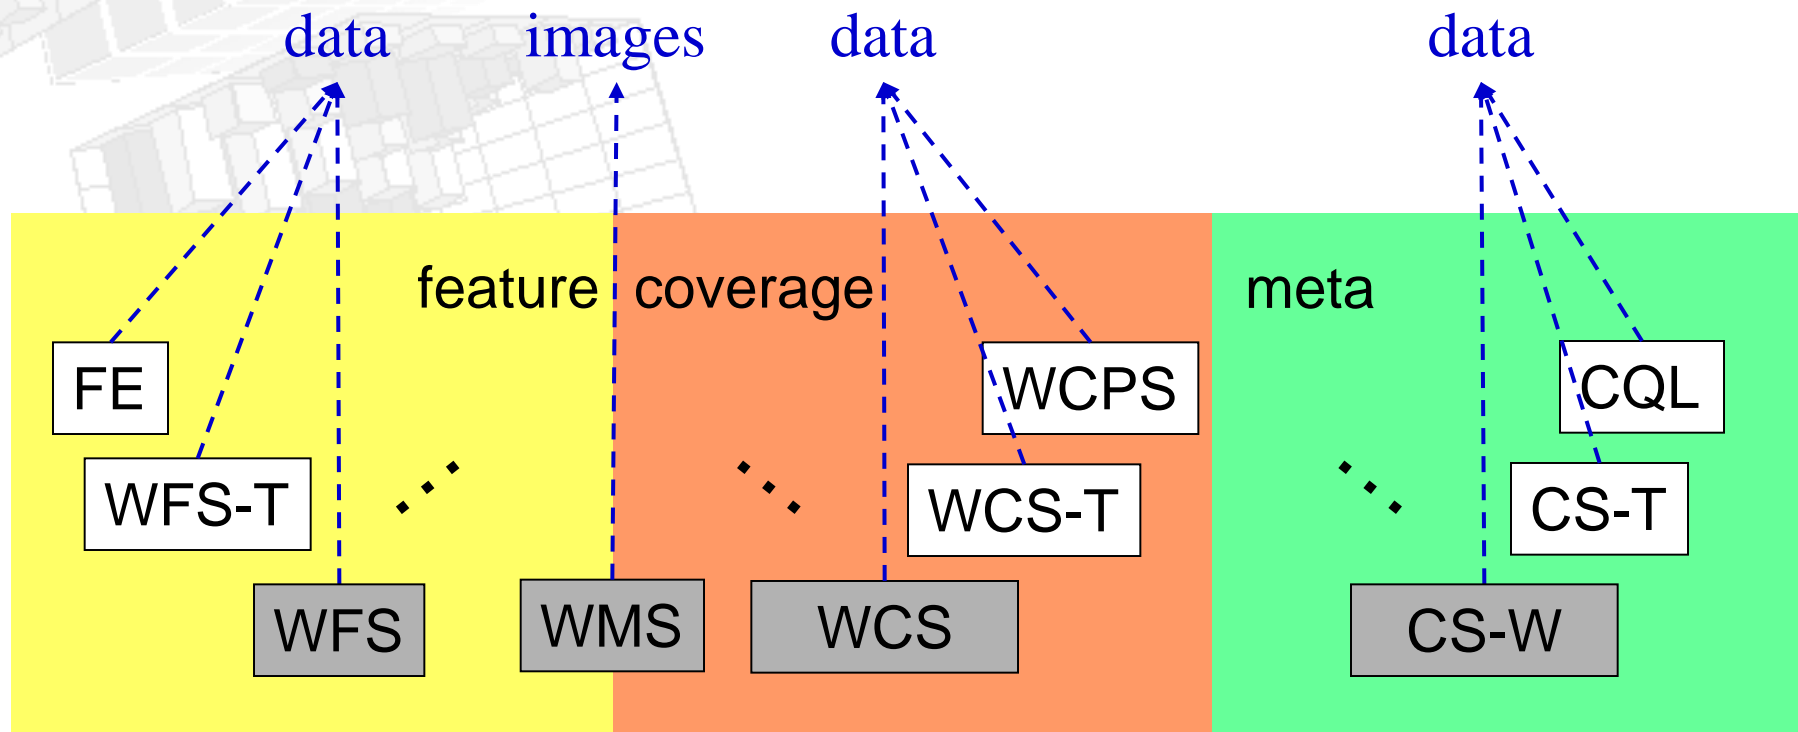 data images data data
feature coverage meta
FE WCPS CQL
WFS-T WCS-T CS-T
WFS WMS WCS CS-W